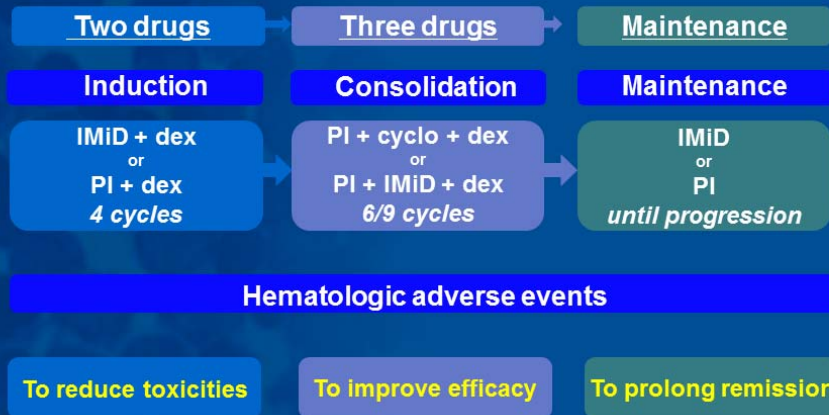 Two drugs
Three drugs
Maintenance
Induction
Consolidation
Maintenance
IMiD + dex
or
PI + dex
4 cycles
PI + cyclo + dex
or
PI + IMiD + dex
6/9 cycles
IMiD
or
PI
until progression
Hematologic adverse events
To reduce toxicities
To improve efficacy
To prolong remission